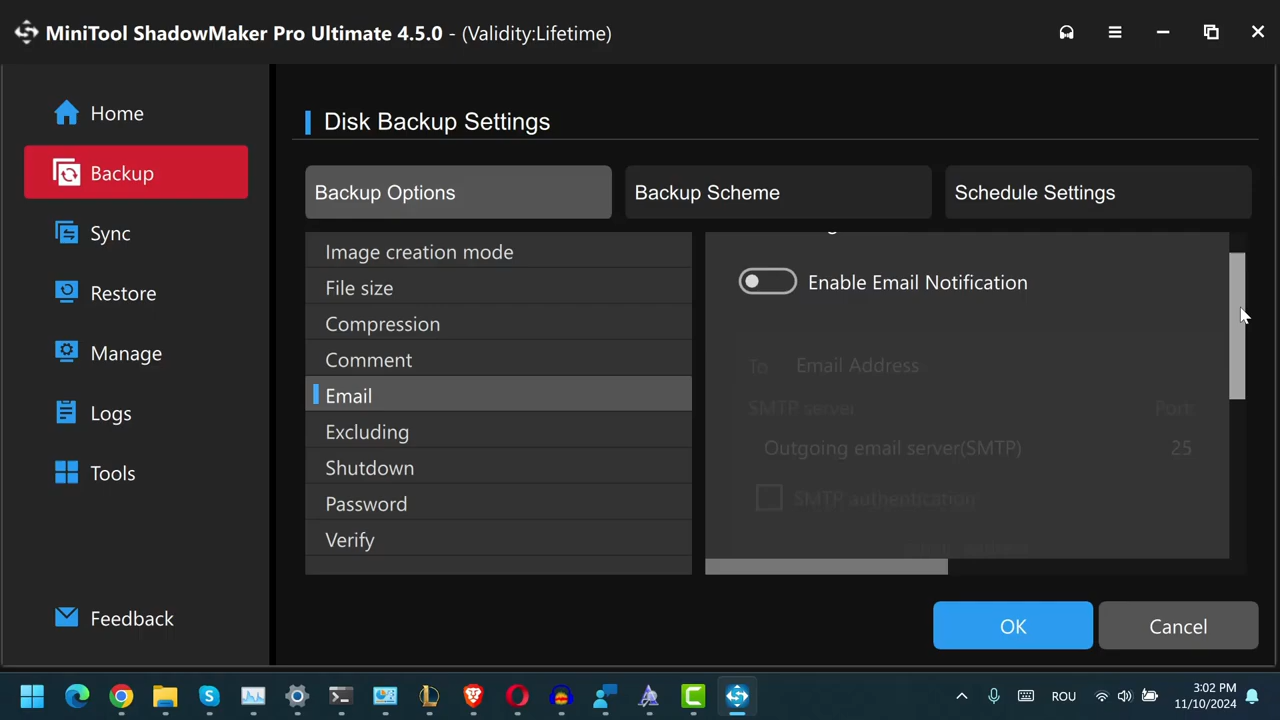 MiniTool ShadowMaker Pro Ultimate 4.5.0 - (Validity:Lifetime)
Home
Backup
Sync
Restore
Manage
Logs
Tools
Feedback
Disk Backup Settings
Backup Options
Backup Scheme
Schedule Settings
Image creation mode
File size
Compression
Comment
Email
Excluding
Shutdown
Password
Verify
Enable Email Notification
To Email Address
SMTP server Port
Outgoing email server(SMTP) 25
SMTP authentication
OK
Cancel
ROU
3:02 PM
11/10/2024